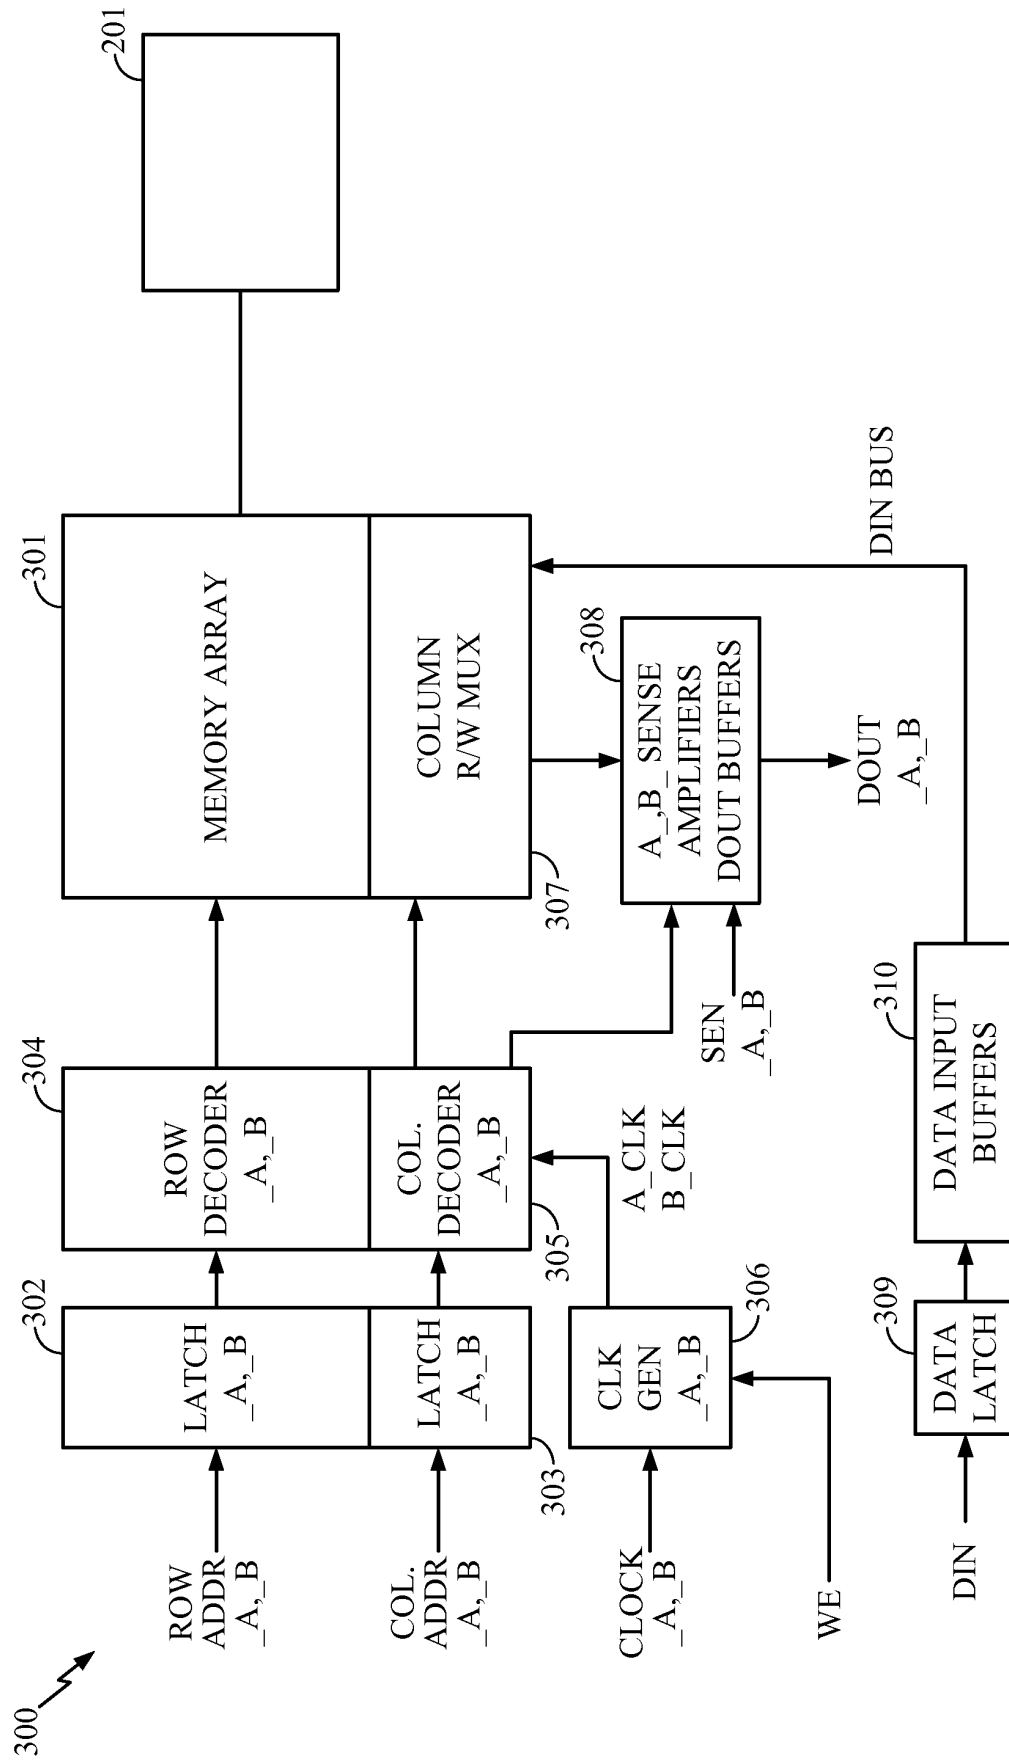 300
ROW
ADDR
_A,_B
302
LATCH
_A,_B
304
ROW
DECODER
_A,_B
301
MEMORY ARRAY
201
COL.
ADDR
_A,_B
LATCH
_A,_B
303
COL.
DECODER
_A,_B
305
COLUMN
R/W MUX
307
CLOCK
_A,_B
CLK
GEN
_A,_B
306
A_CLK
B_CLK
SEN
_A,_B
308
A_,B_ SENSE
AMPLIFIERS
DOUT BUFFERS
WE
DOUT
_A,_B
DIN BUS
DIN
309
DATA
LATCH
310
DATA INPUT
BUFFERS